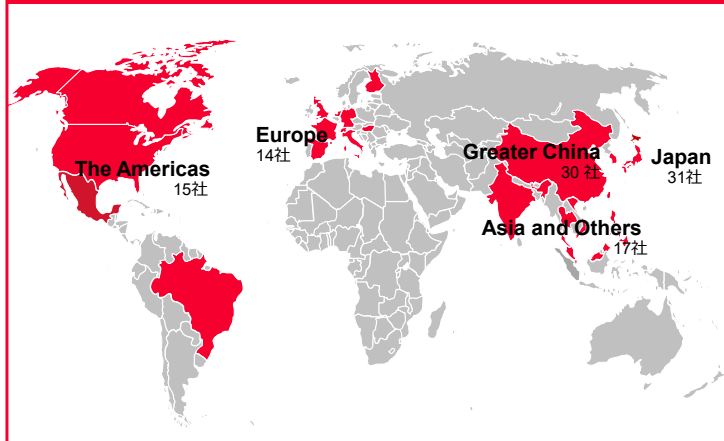 The Americas
15社
Europe
14社
Greater China
30 社
Japan
31社
Asia and Others
17社